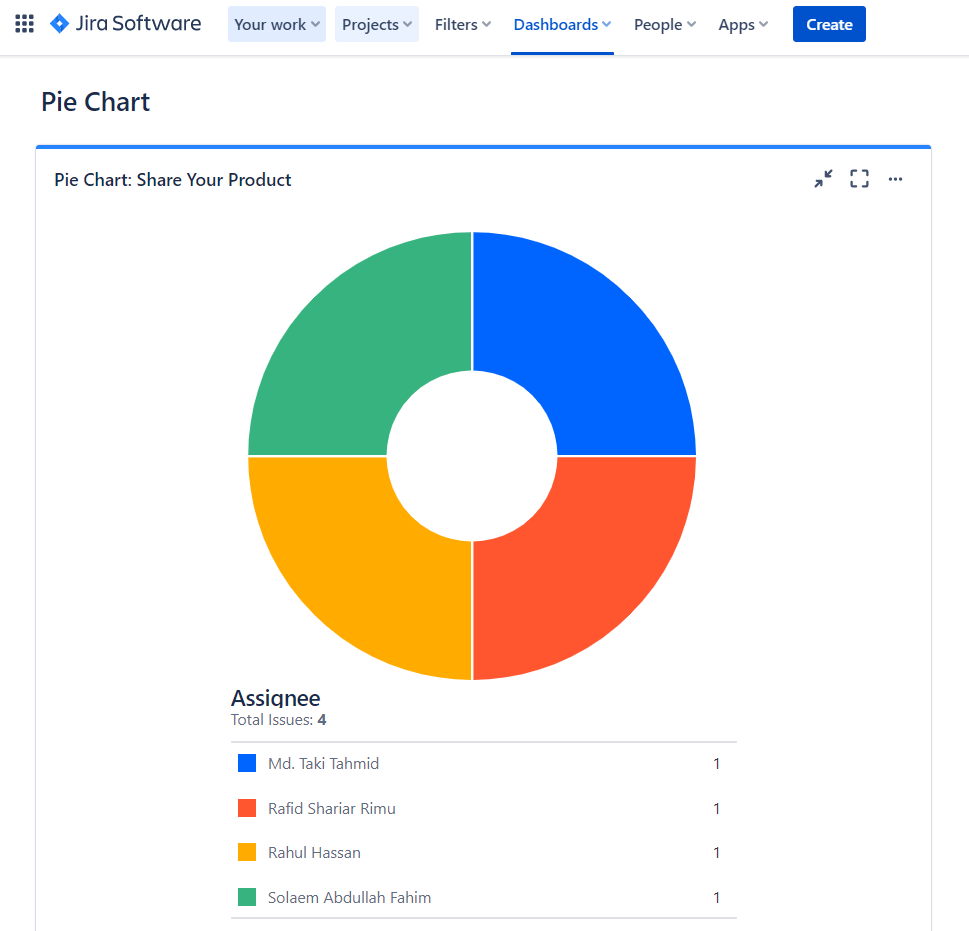 Jira Software Your work Projects Filters Dashboards People Apps Create
Pie Chart
Pie Chart: Share Your Product
Assignee
Total Issues: 4
Md. Taki Tahmid 1
Rafid Shariar Rimu 1
Rahul Hassan 1
Solaem Abdullah Fahim 1